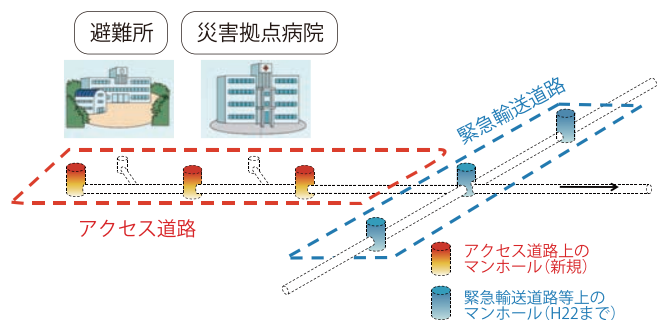 避難所
災害拠点病院
緊急輸送道路
アクセス道路
アクセス道路上の
マンホール（新規）
緊急輸送道路等上の
マンホール（H22まで）